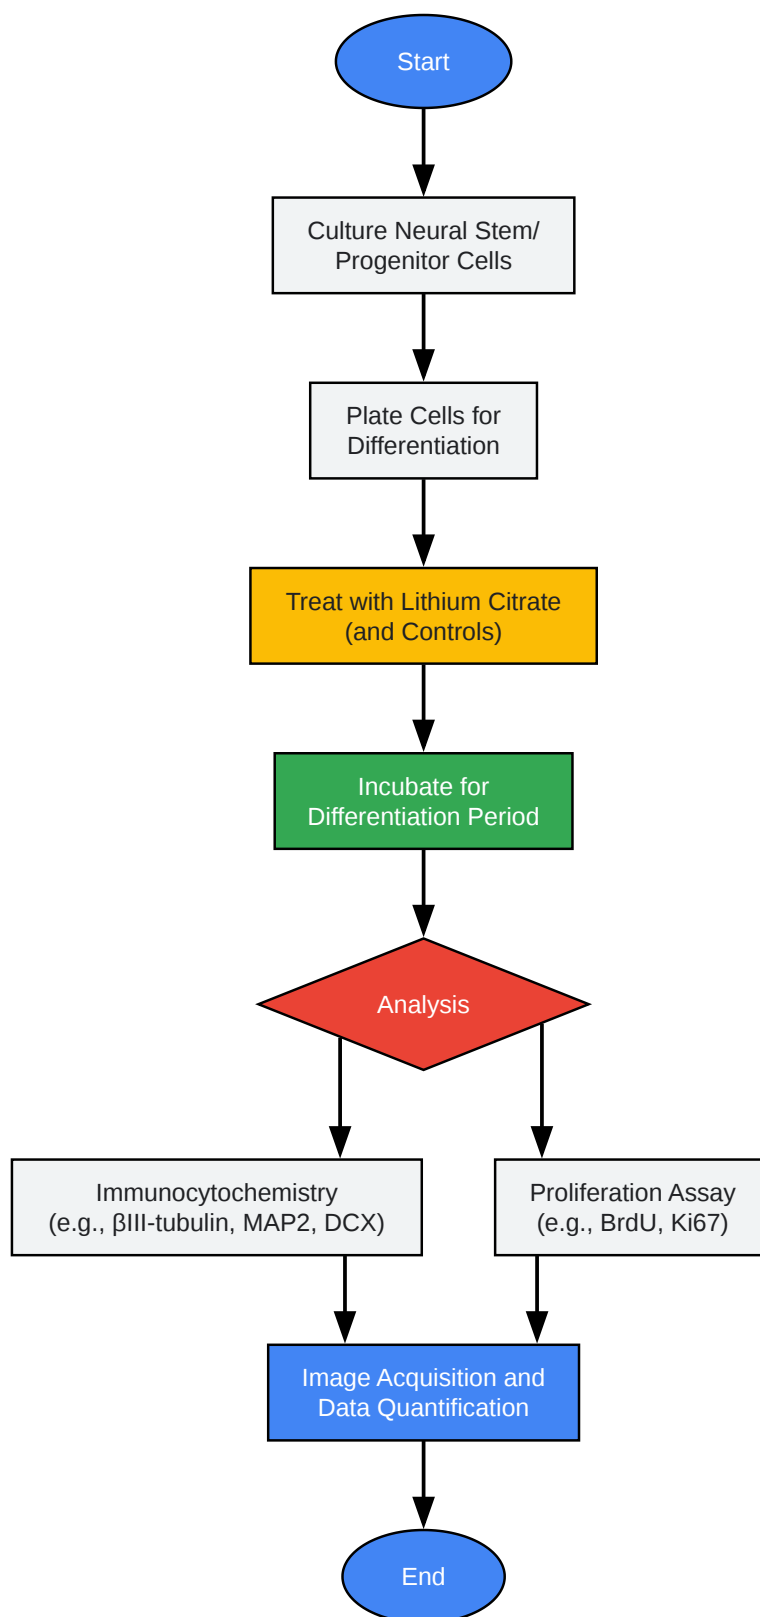 Start
Culture Neural Stem/
Progenitor Cells
Plate Cells for
Differentiation
Treat with Lithium Citrate
(and Controls)
Incubate for
Differentiation Period
Analysis
Immunocytochemistry
(e.g., βIII-tubulin, MAP2, DCX)
Proliferation Assay
(e.g., BrdU, Ki67)
Image Acquisition and
Data Quantification
End